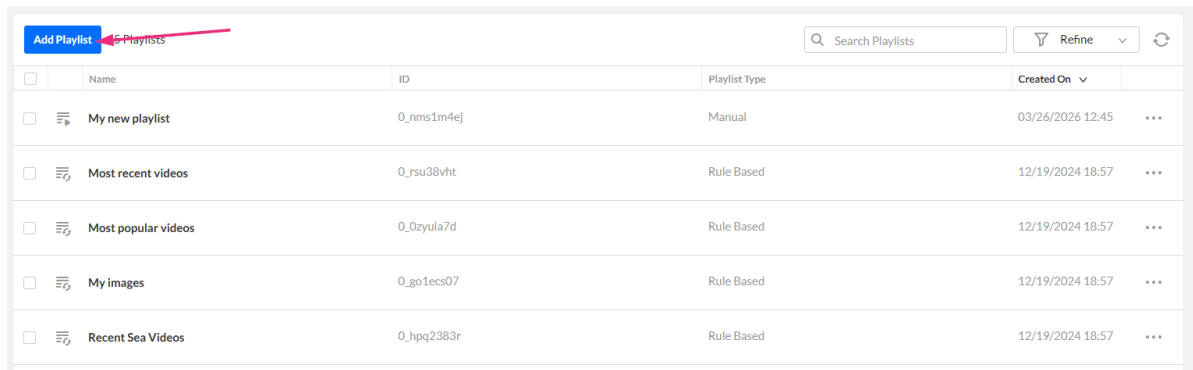 Add Playlist 5 Playlists Search Playlists Refine
Name ID Playlist Type Created On
My new playlist 0_nms1m4ej Manual 03/26/2026 12:45
Most recent videos 0_rsu38vht Rule Based 12/19/2024 18:57
Most popular videos 0_0zyula7d Rule Based 12/19/2024 18:57
My images 0_go1ecs07 Rule Based 12/19/2024 18:57
Recent Sea Videos 0_hpq2383r Rule Based 12/19/2024 18:57